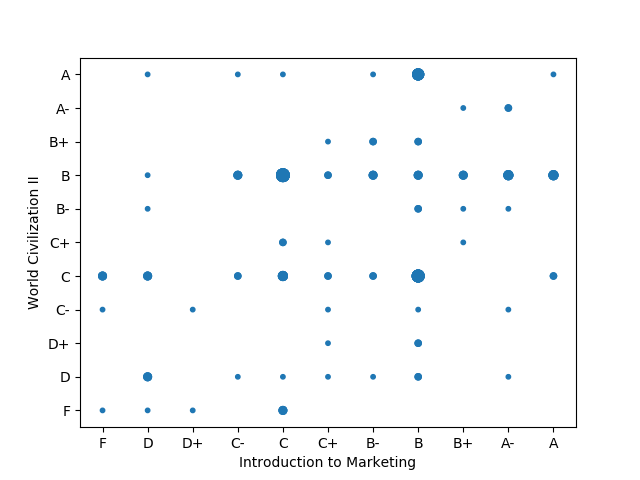 A
A-
B+
B
B-
C+
C
C-
D+
D
F
World Civilization II
F D D+ C- C C+ B- B B+ A- A
Introduction to Marketing